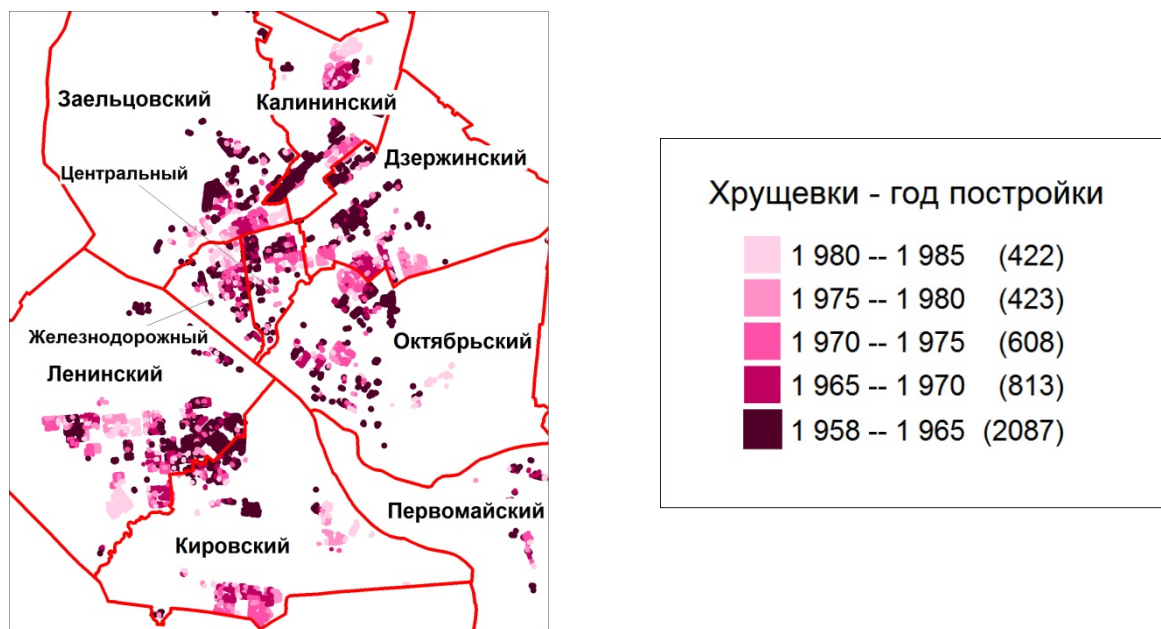 Заельцовский
Калининский
Дзержинский
Центральный
Железнодорожный
Октябрьский
Ленинский
Первомайский
Кировский
Хрущевки - год постройки
1 980 -- 1 985 (422)
1 975 -- 1 980 (423)
1 970 -- 1 975 (608)
1 965 -- 1 970 (813)
1 958 -- 1 965 (2087)